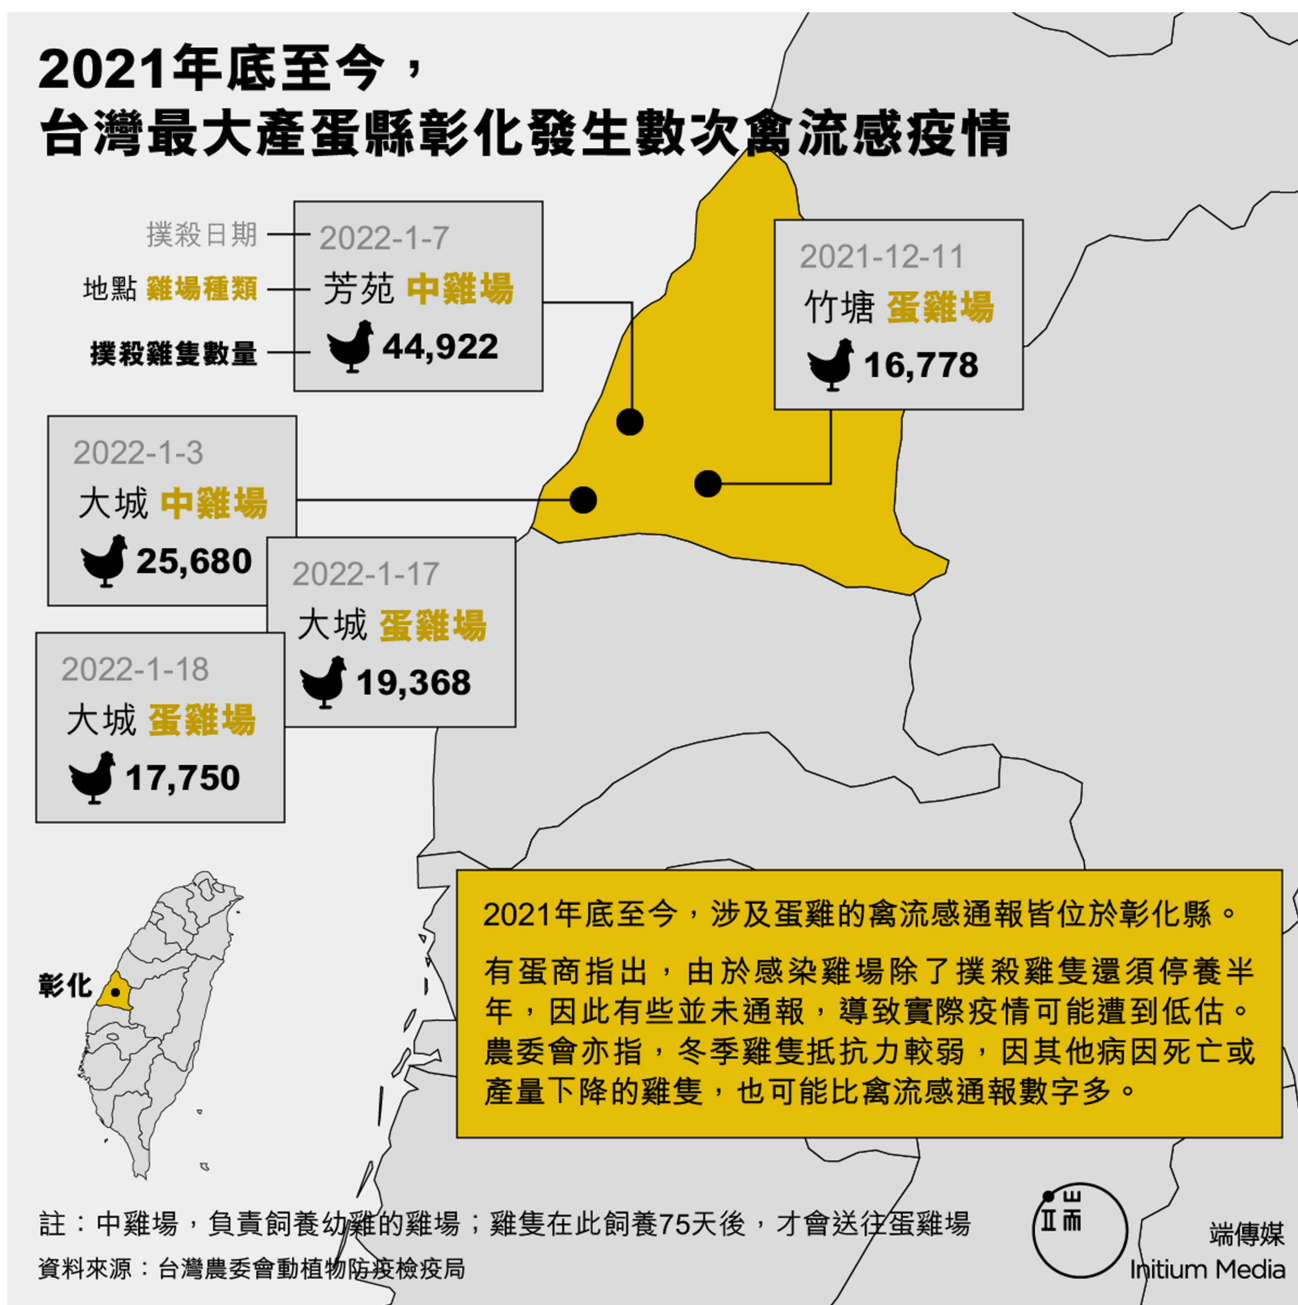 2021年底至今，
台灣最大產蛋縣彰化發生數次禽流感疫情
撲殺日期
地點 雞場種類
撲殺雞隻數量
2022-1-7
芳苑 中雞場
44,922
2021-12-11
竹塘 蛋雞場
16,778
2022-1-3
大城 中雞場
25,680
2022-1-17
大城 蛋雞場
19,368
2022-1-18
大城 蛋雞場
17,750
彰化
2021年底至今，涉及蛋雞的禽流感通報皆位於彰化縣。
有蛋商指出，由於感染雞場除了撲殺雞隻還須停養半
年，因此有些並未通報，導致實際疫情可能遭到低估。
農委會亦指，冬季雞隻抵抗力較弱，因其他病因死亡或
產量下降的雞隻，也可能比禽流感通報數字多。
註：中雞場，負責飼養幼雞的雞場；雞隻在此飼養75天後，才會送往蛋雞場
資料來源：台灣農委會動植物防疫檢疫局
端傳媒
Initium Media